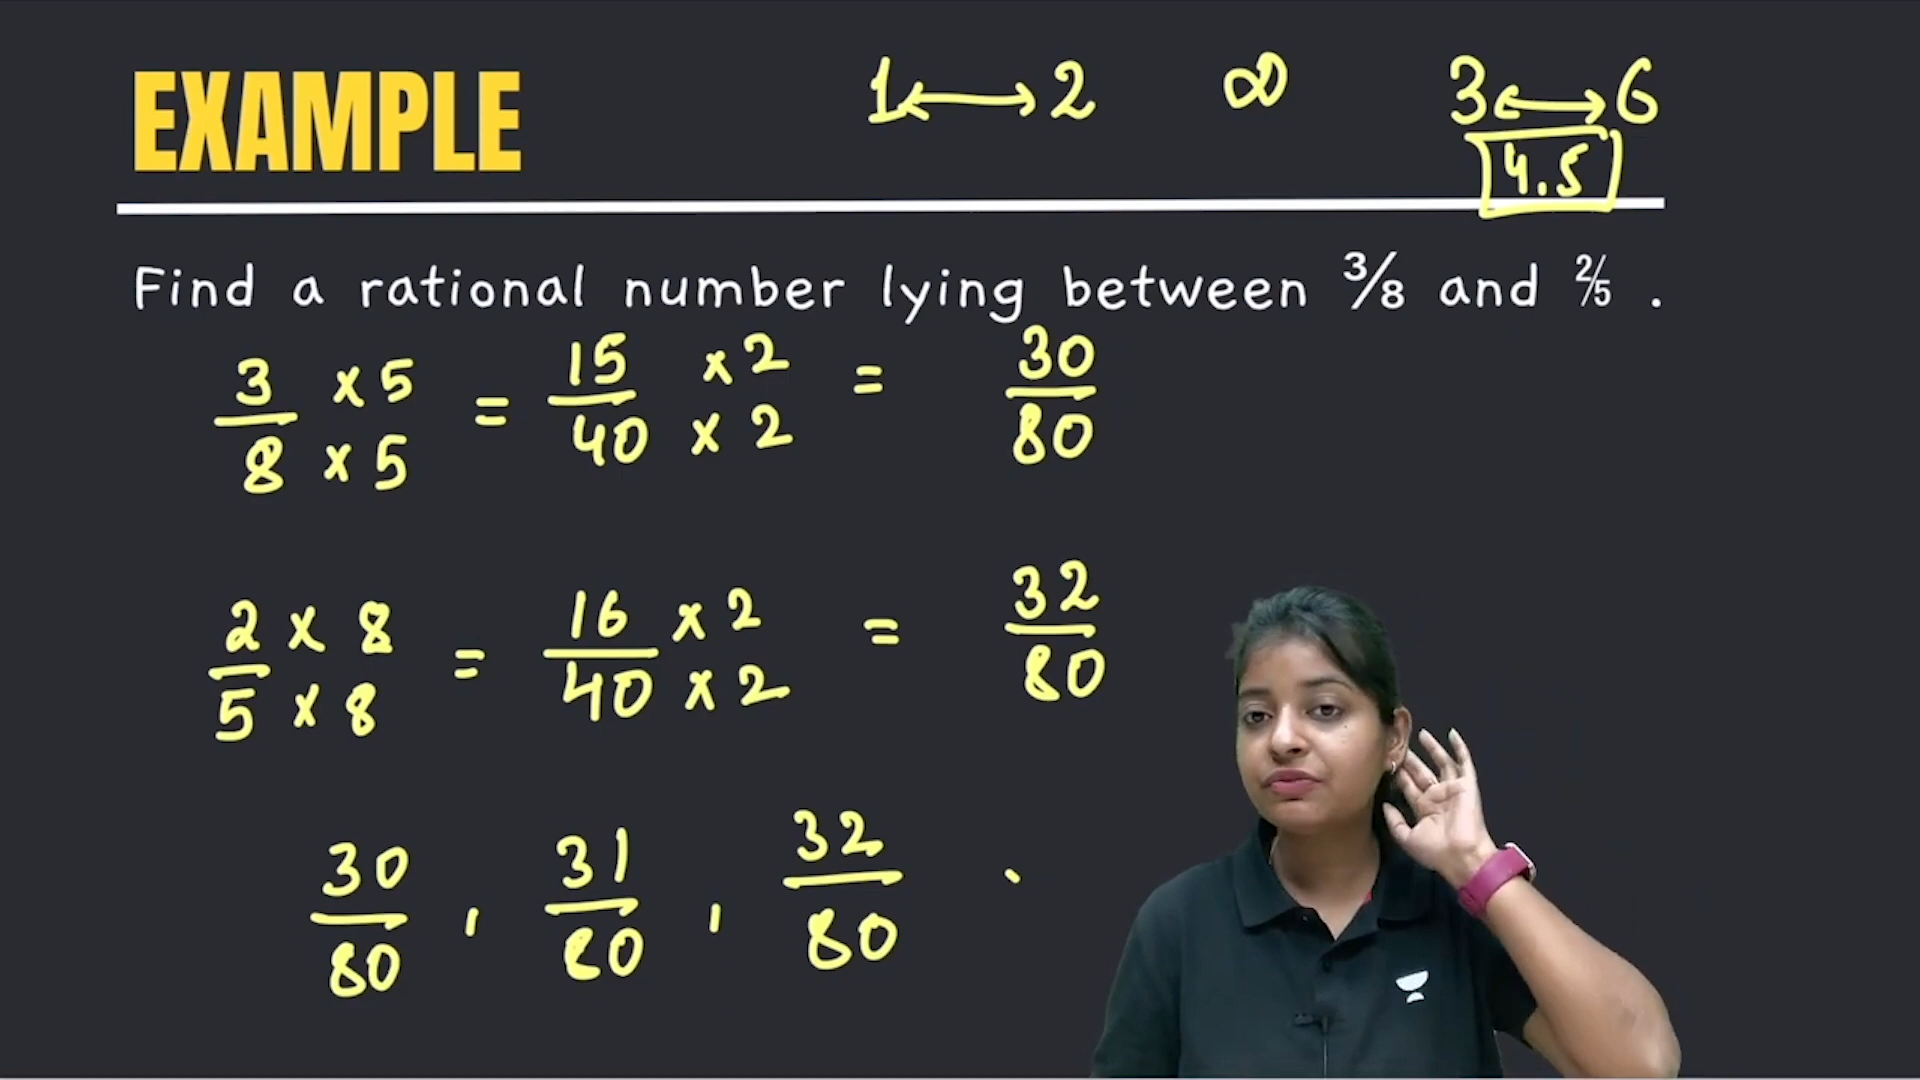 EXAMPLE
1 ↔ 2 ∞ 3 ↔ 6
4.5
Find a rational number lying between 3/8 and 2/5 .
3/8 × 5/× 5 = 15/40 × 2/× 2 = 30/80
2/5 × 8/× 8 = 16/40 × 2/× 2 = 32/80
30/80 , 31/80 , 32/80 .